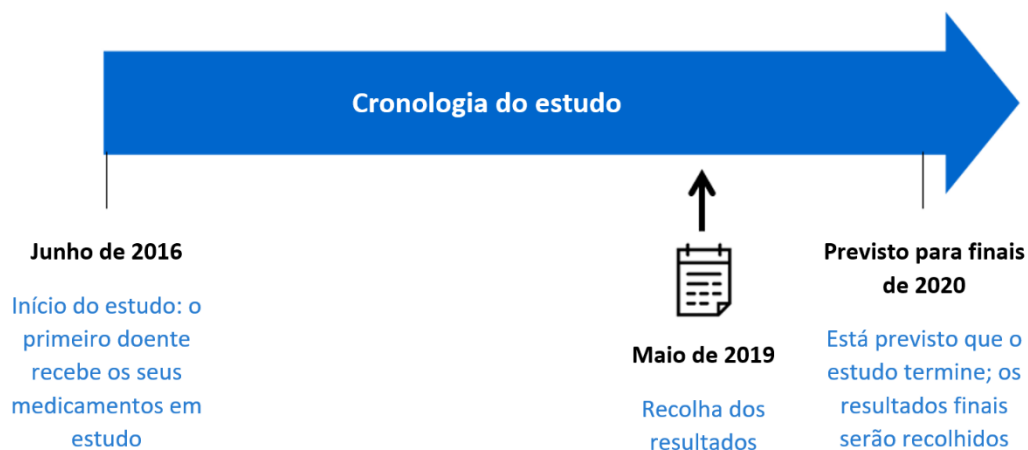 Cronologia do estudo
Junho de 2016
Início do estudo: o
primeiro doente
recebe os seus
medicamentos em
estudo
Maio de 2019
Recolha dos
resultados
Previsto para finais
de 2020
Está previsto que o
estudo termine; os
resultados finais
serão recolhidos